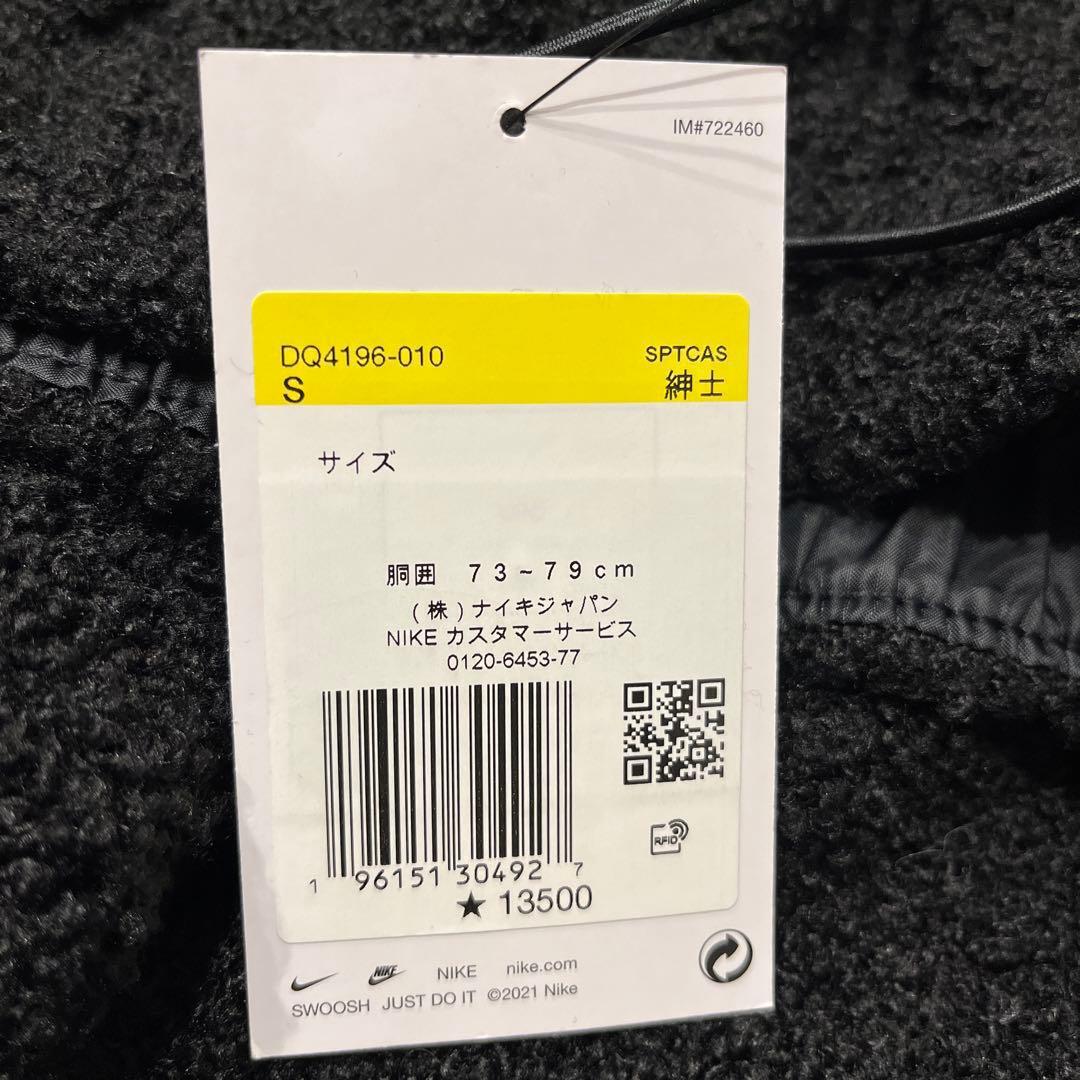 IM#722460
DQ4196-010 SPTCAS
S 紳士
サイズ
胴囲 73~79cm
(株)ナイキジャパン
NIKE カスタマーサービス
0120-6453-77
RFID
1 96151 30492 7
★ 13500
NIKE NIKE nike.com
SWOOSH JUST DO IT ©2021 Nike